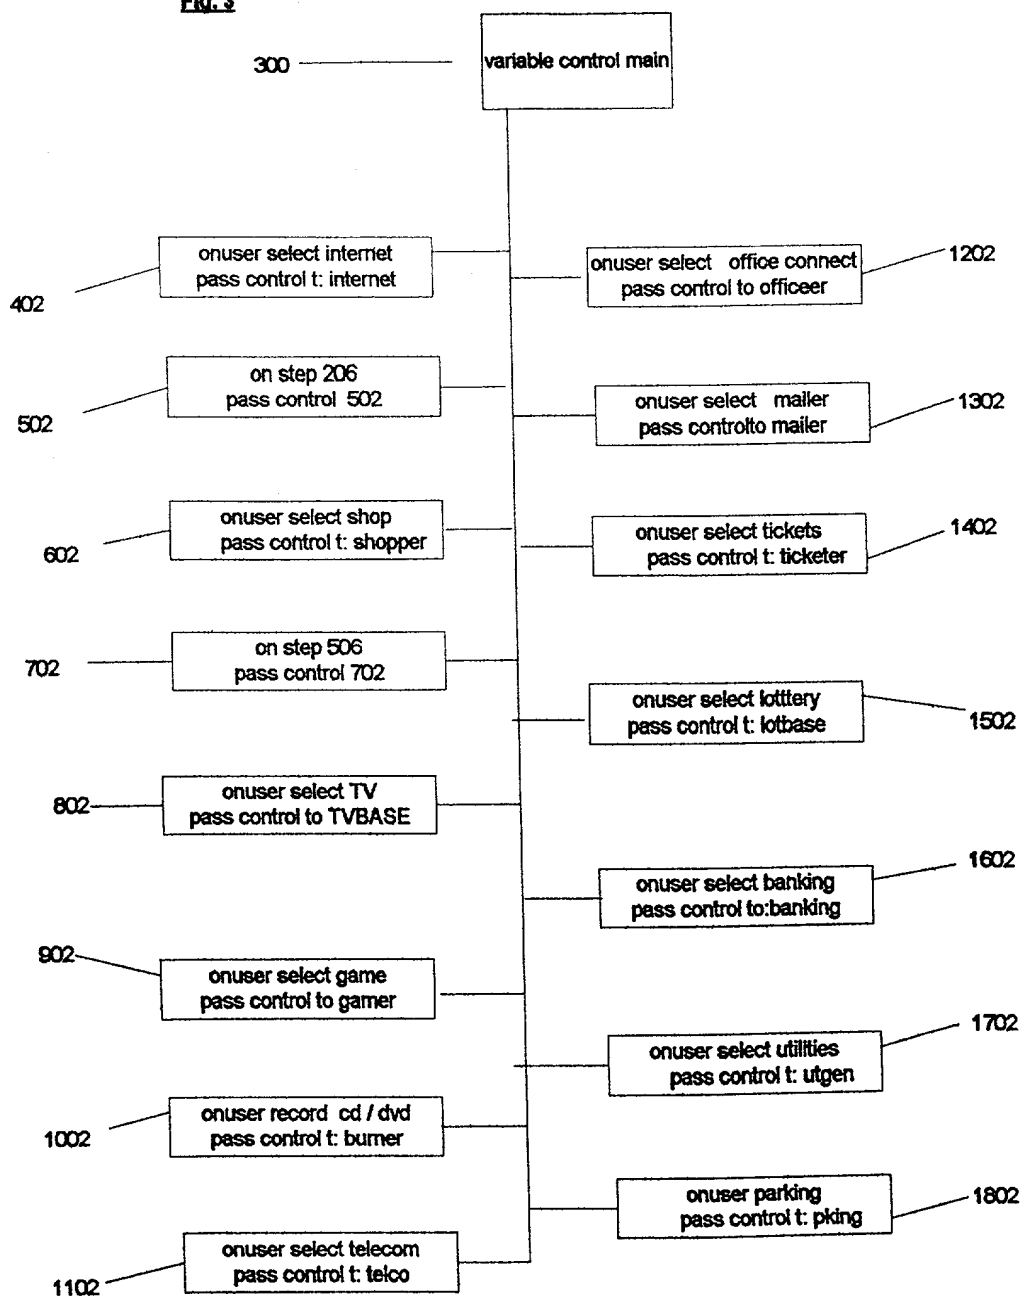 Fig. 3
300
variable control main
onuser select internet
pass control t: internet
402
onuser select office connect
pass control to officeer
1202
on step 206
pass control 502
502
onuser select mailer
pass controlto mailer
1302
onuser select shop
pass control t: shopper
602
onuser select tickets
pass control t: ticketer
1402
on step 506
pass control 702
702
onuser select lotttery
pass control t: lotbase
1502
onuser select TV
pass control to TVBASE
802
onuser select banking
pass control to:banking
1602
902
onuser select game
pass control to gamer
onuser select utilities
pass control t: utgen
1702
onuser record cd / dvd
pass control t: burner
1002
onuser parking
pass control t: pking
1802
onuser select telecom
pass control t: telco
1102